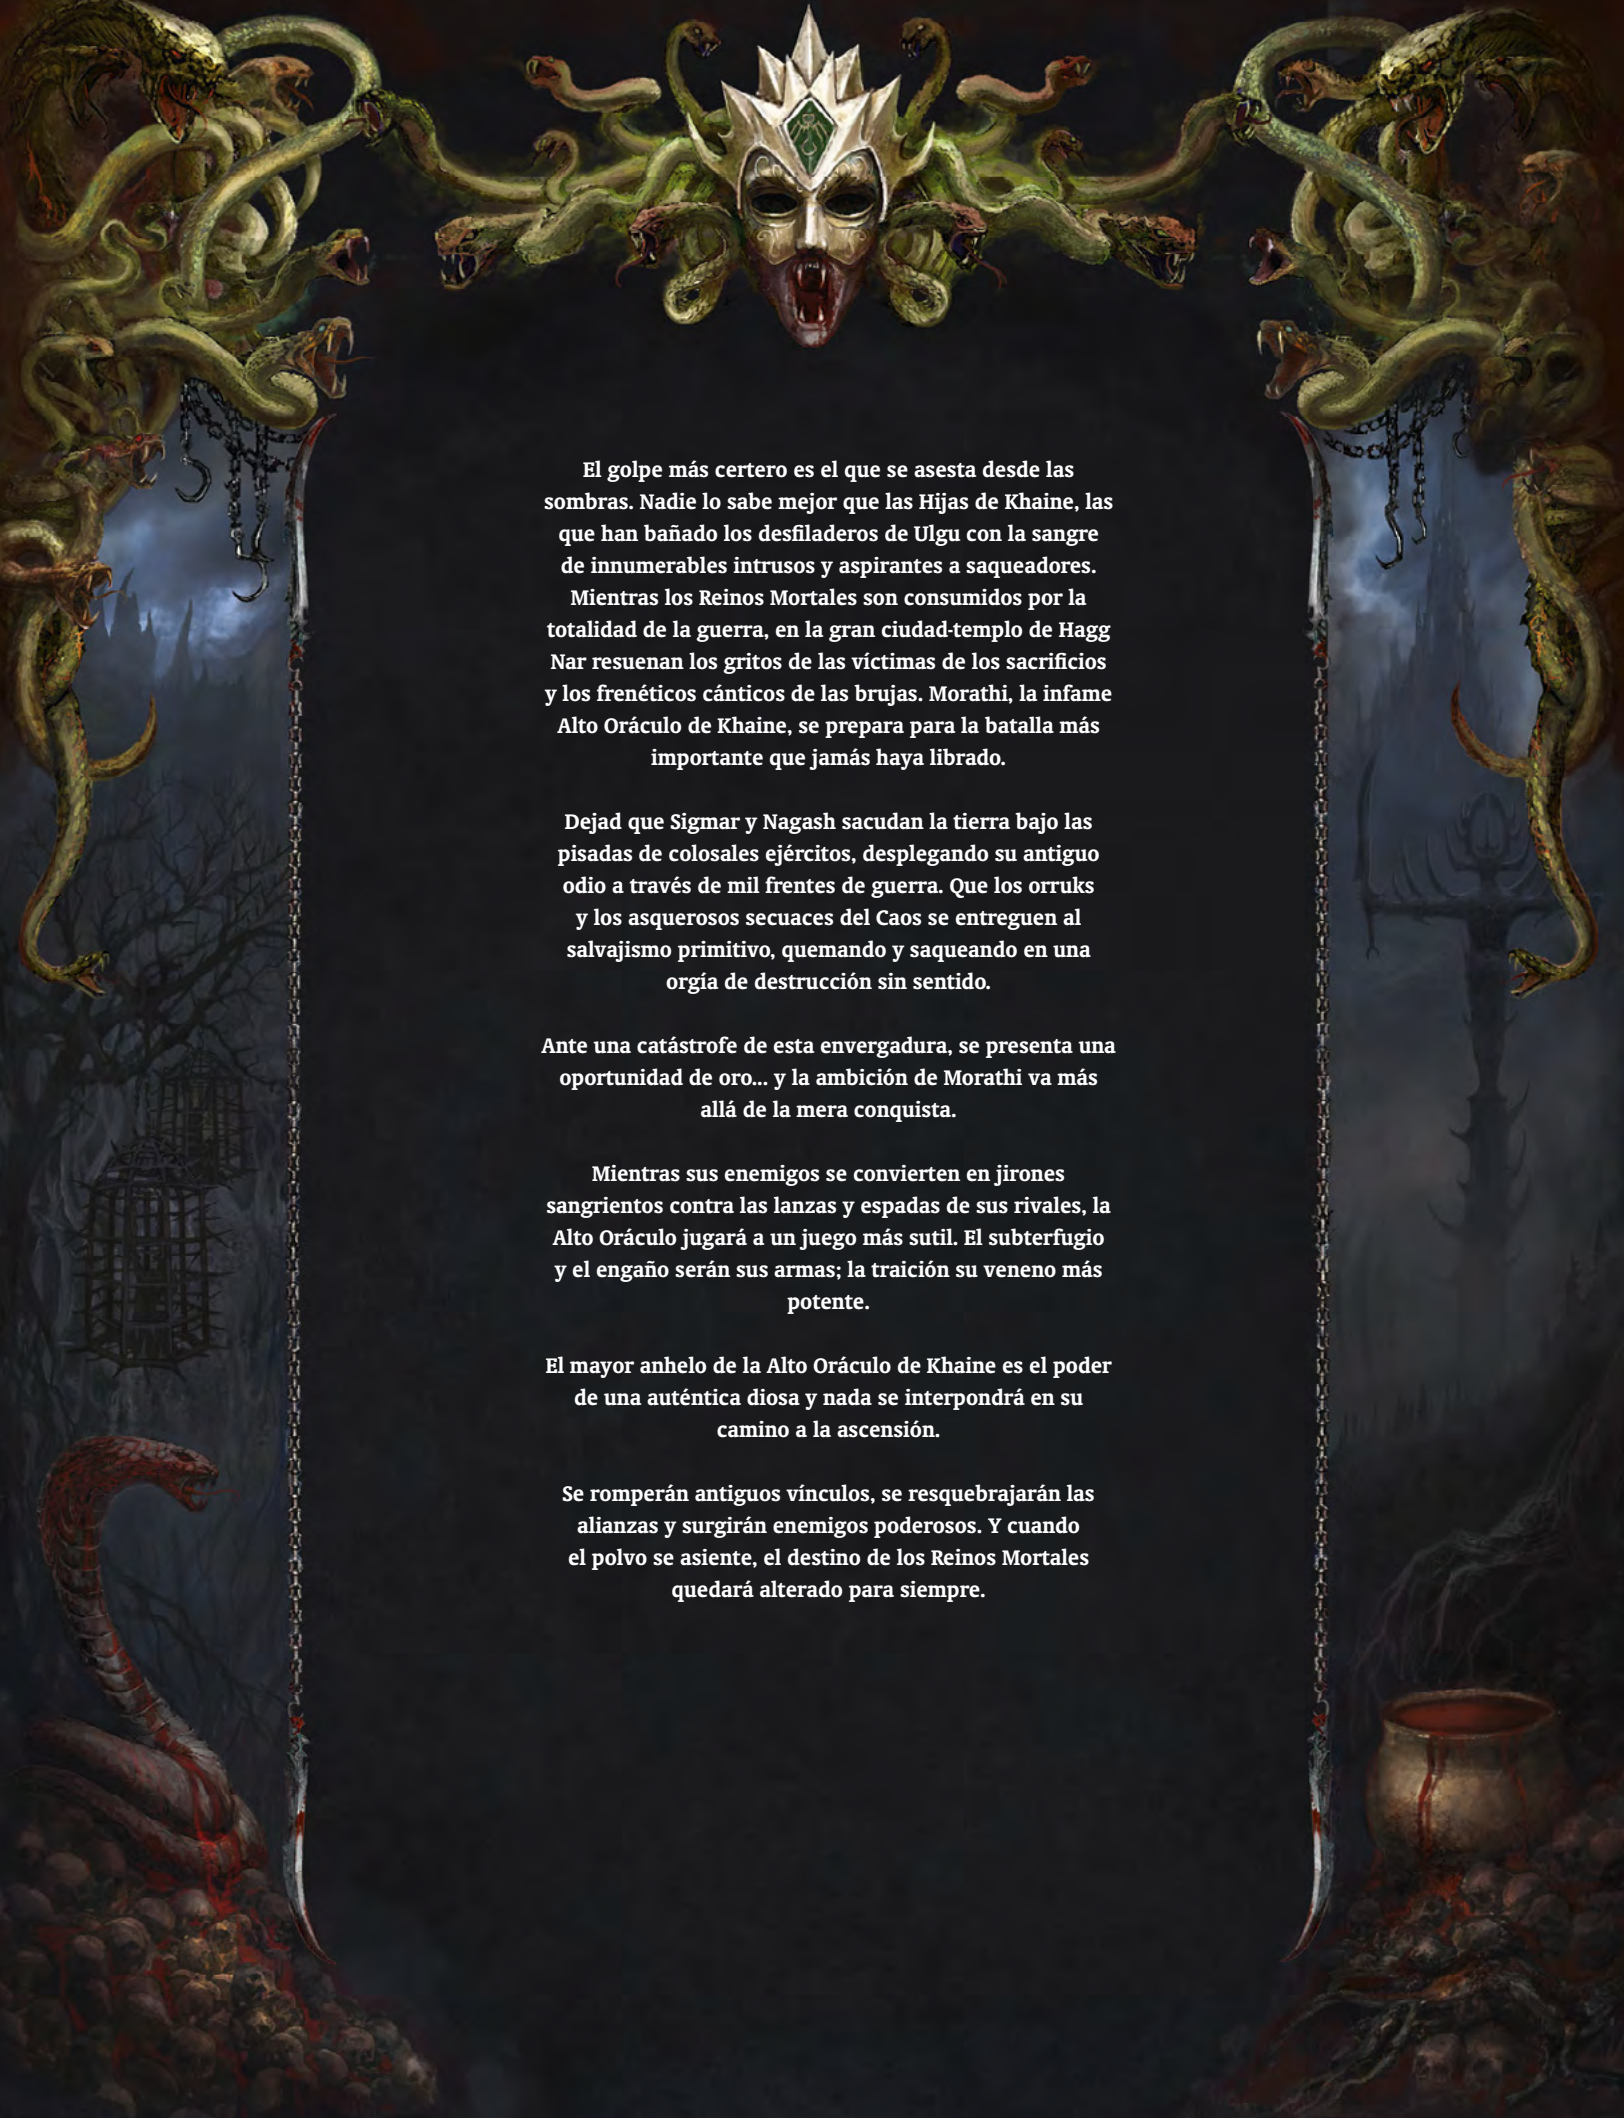 El golpe más certero es el que se asesta desde las
sombras. Nadie lo sabe mejor que las Hijas de Khaine, las
que han bañado los desfiladeros de Ulgu con la sangre
de innumerables intrusos y aspirantes a saqueadores.
Mientras los Reinos Mortales son consumidos por la
totalidad de la guerra, en la gran ciudad-templo de Hagg
Nar resuenan los gritos de las víctimas de los sacrificios
y los frenéticos cánticos de las brujas. Morathi, la infame
Alto Oráculo de Khaine, se prepara para la batalla más
importante que jamás haya librado.
Dejad que Sigmar y Nagash sacudan la tierra bajo las
pisadas de colosales ejércitos, desplegando su antiguo
odio a través de mil frentes de guerra. Que los orruks
y los asquerosos secuaces del Caos se entreguen al
salvajismo primitivo, quemando y saqueando en una
orgía de destrucción sin sentido.
Ante una catástrofe de esta envergadura, se presenta una
oportunidad de oro... y la ambición de Morathi va más
allá de la mera conquista.
Mientras sus enemigos se convierten en jirones
sangrientos contra las lanzas y espadas de sus rivales, la
Alto Oráculo jugará a un juego más sutil. El subterfugio
y el engaño serán sus armas; la traición su veneno más
potente.
El mayor anhelo de la Alto Oráculo de Khaine es el poder
de una auténtica diosa y nada se interpondrá en su
camino a la ascensión.
Se romperán antiguos vínculos, se resquebrajarán las
alianzas y surgirán enemigos poderosos. Y cuando
el polvo se asiente, el destino de los Reinos Mortales
quedará alterado para siempre.